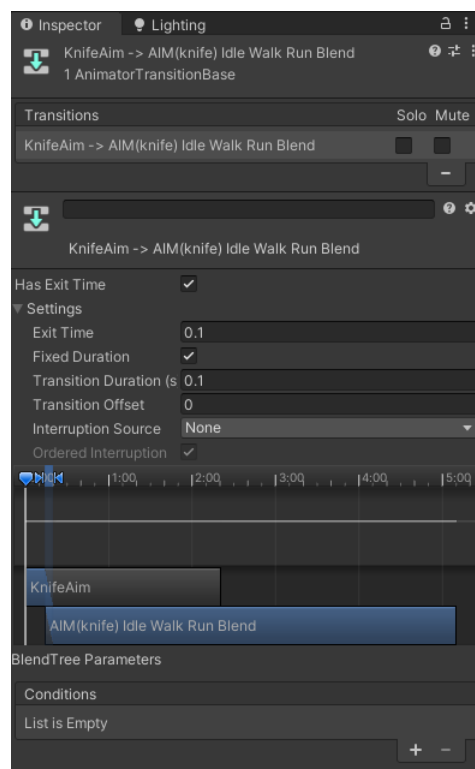 Inspector Lighting
KnifeAim -> AIM(knife) Idle Walk Run Blend
1 AnimatorTransitionBase
Transitions Solo Mute
KnifeAim -> AIM(knife) Idle Walk Run Blend
KnifeAim -> AIM(knife) Idle Walk Run Blend
Has Exit Time
Settings
Exit Time 0.1
Fixed Duration
Transition Duration (s 0.1
Transition Offset 0
Interruption Source None
Ordered Interruption
1:00 2:00 3:00 4:00 5:00
KnifeAim
AIM(knife) Idle Walk Run Blend
BlendTree Parameters
Conditions
List is Empty